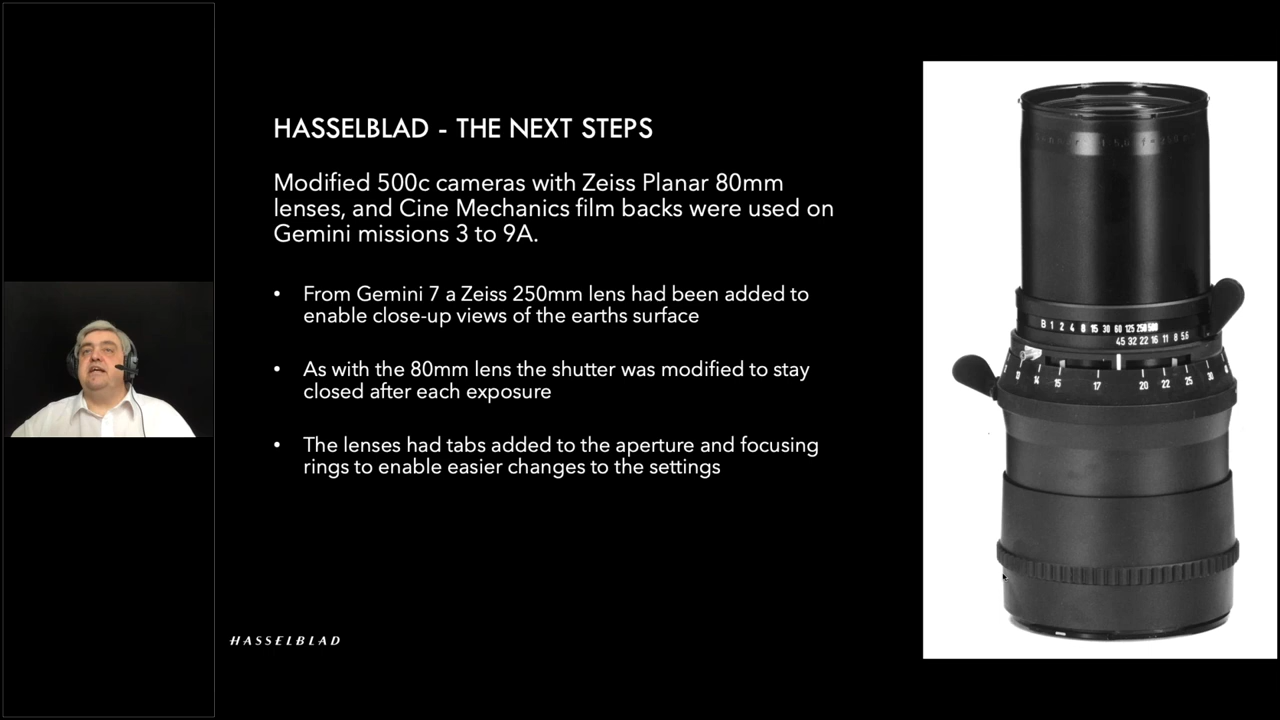 HASSELBLAD - THE NEXT STEPS
Modified 500c cameras with Zeiss Planar 80mm
lenses, and Cine Mechanics film backs were used on
Gemini missions 3 to 9A.
• From Gemini 7 a Zeiss 250mm lens had been added to
enable close-up views of the earths surface
• As with the 80mm lens the shutter was modified to stay
closed after each exposure
• The lenses had tabs added to the aperture and focusing
rings to enable easier changes to the settings
HASSELBLAD
B 1 2 4 8 15 30 60 125 250 500
45 32 22 16 11 8 5.6
13 14 15 17 20 22 25 30